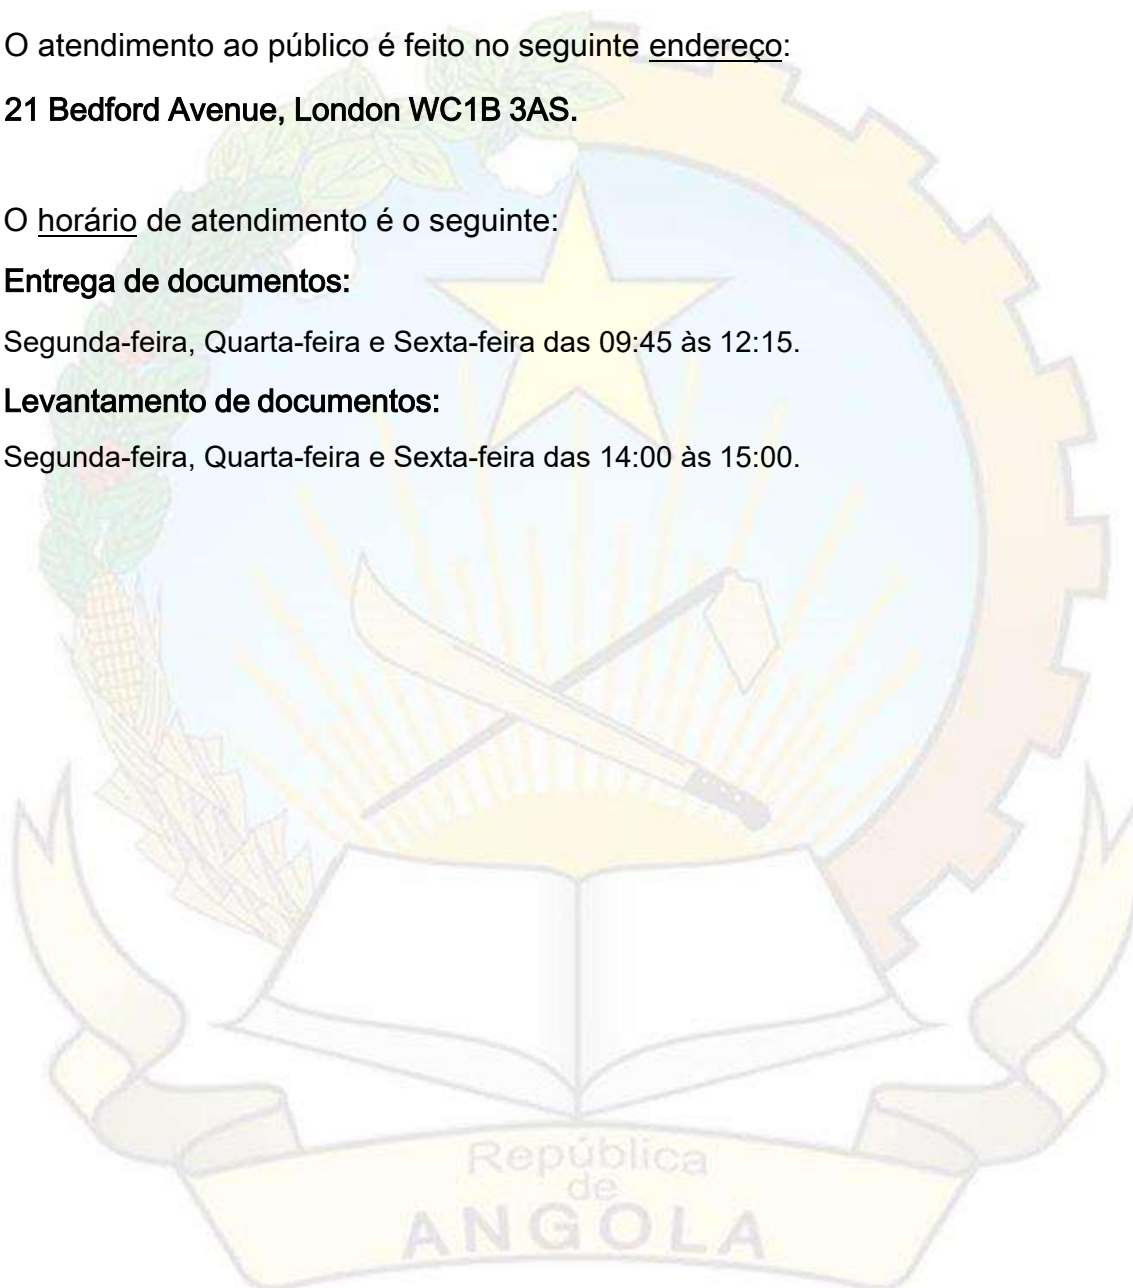 O atendimento ao público é feito no seguinte endereço:
21 Bedford Avenue, London WC1B 3AS.
O horário de atendimento é o seguinte:
Entrega de documentos:
Segunda-feira, Quarta-feira e Sexta-feira das 09:45 às 12:15.
Levantamento de documentos:
Segunda-feira, Quarta-feira e Sexta-feira das 14:00 às 15:00.
República
de
ANGOLA